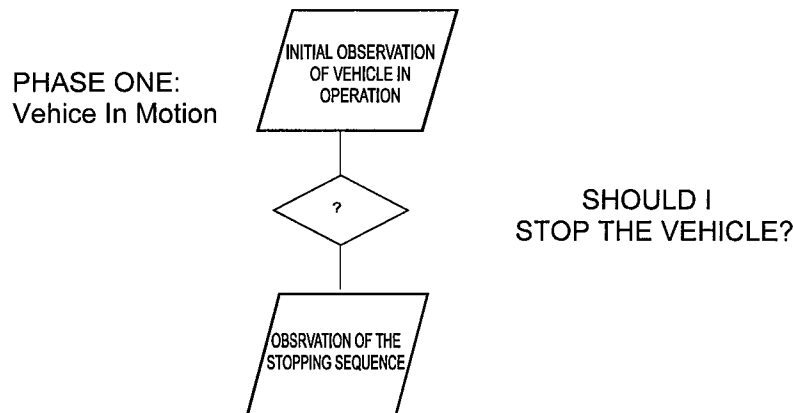 INITIAL OBSERVATION
OF VEHICLE IN
OPERATION
PHASE ONE:
Vehice In Motion
?
SHOULD I
STOP THE VEHICLE?
OBSRVATION OF THE
STOPPING SEQUENCE